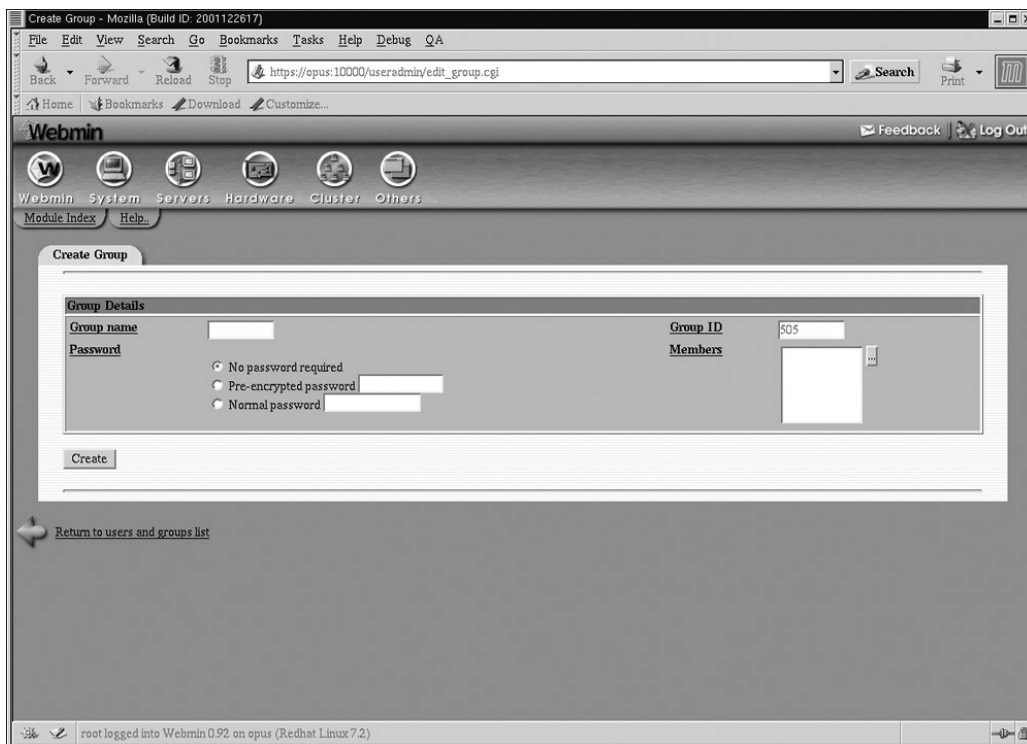 Create Group - Mozilla {Build ID: 2001122617}
File Edit View Search Go Bookmarks Tasks Help Debug QA
Back Forward Reload Stop https://opus:10000/useradmin/edit_group.cgi Search Print
Home Bookmarks Download Customize...
Webmin Feedback Log Out
Webmin System Servers Hardware Cluster Others
Module Index Help..
Create Group
Group Details
Group name Group ID 505
Password Members
No password required ...
Pre-encrypted password
Normal password
Create
Return to users and groups list
root logged into Webmin 0.92 on opus (Redhat Linux 7.2)